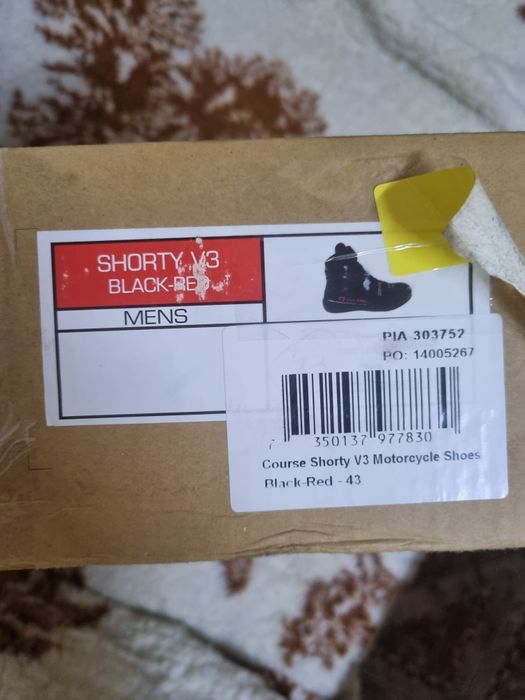 SHORTY V3
BLACK-RED
MENS
PIA 303752
PO: 14005267
7 350137 977830
Course Shorty V3 Motorcycle Shoes
Black-Red - 43